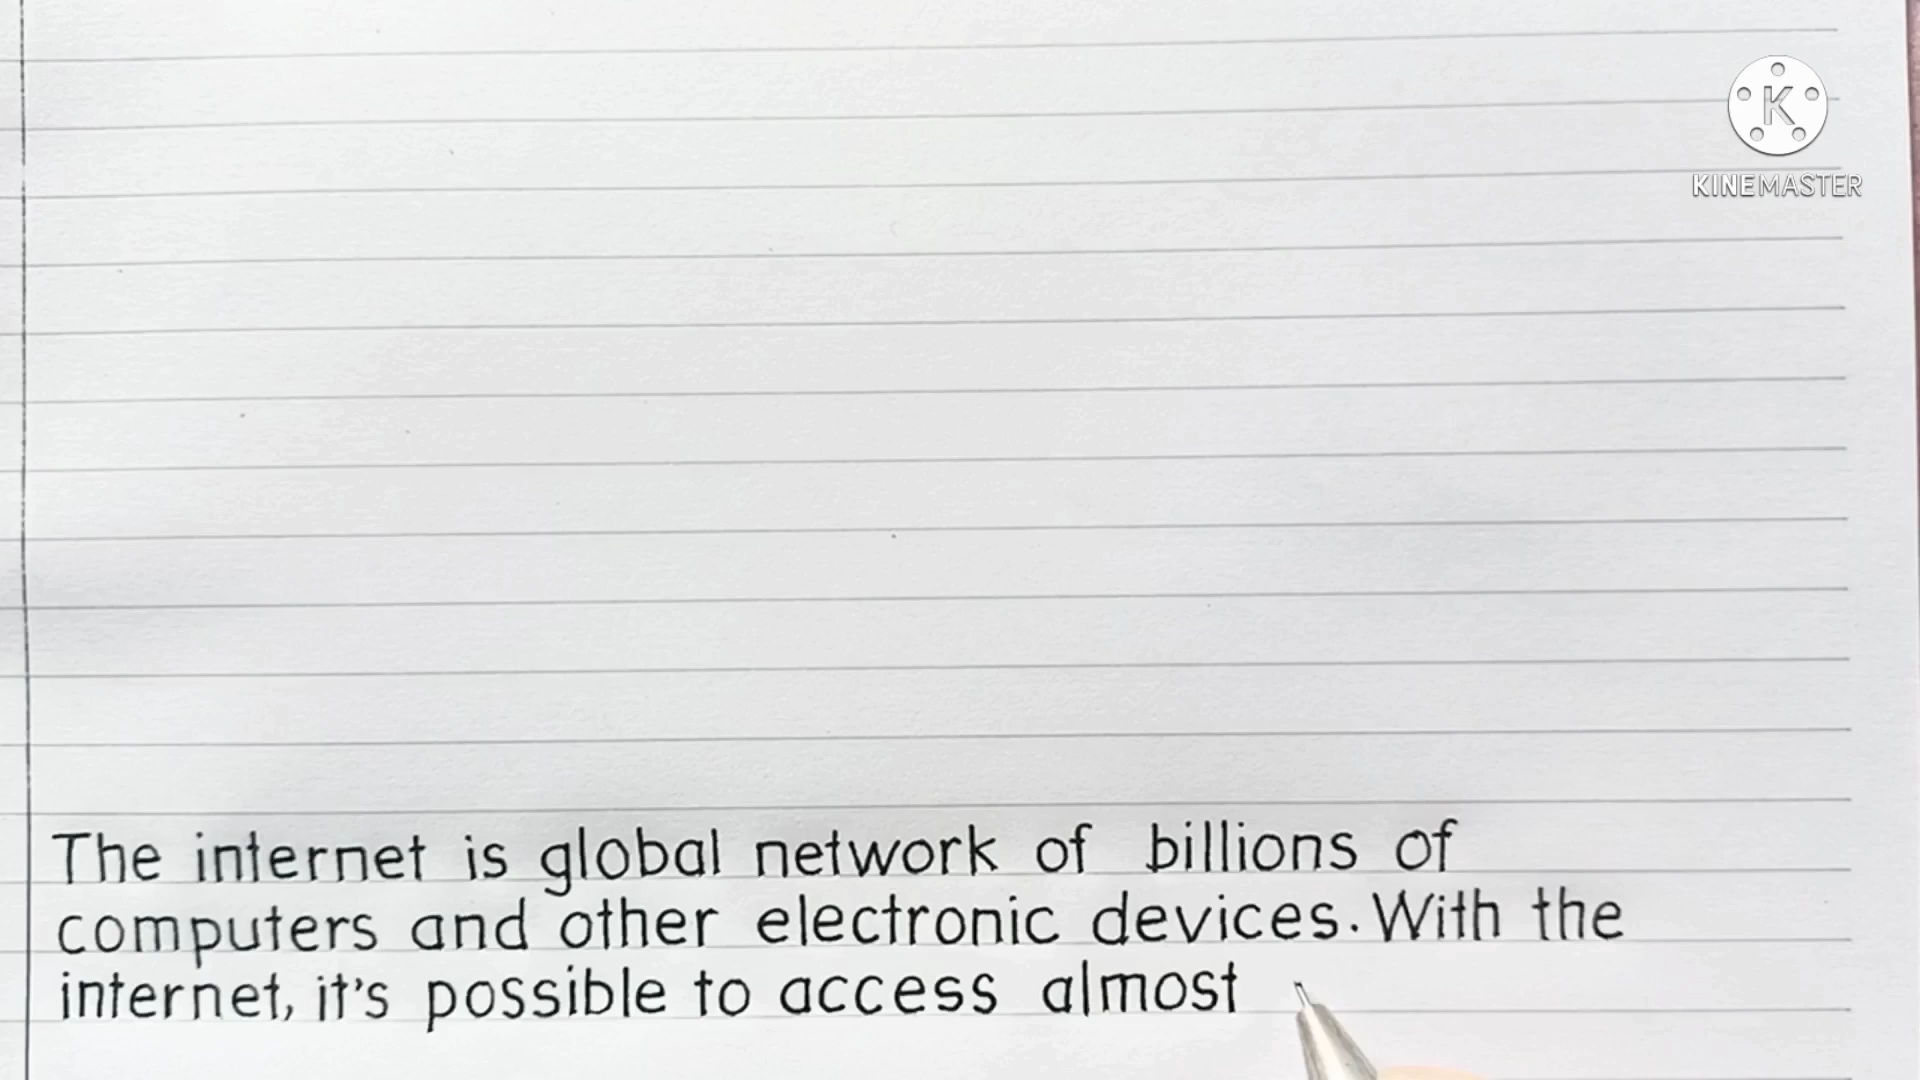 K
KINEMASTER
The internet is global network of billions of
computers and other electronic devices. With the
internet, it's possible to access almost